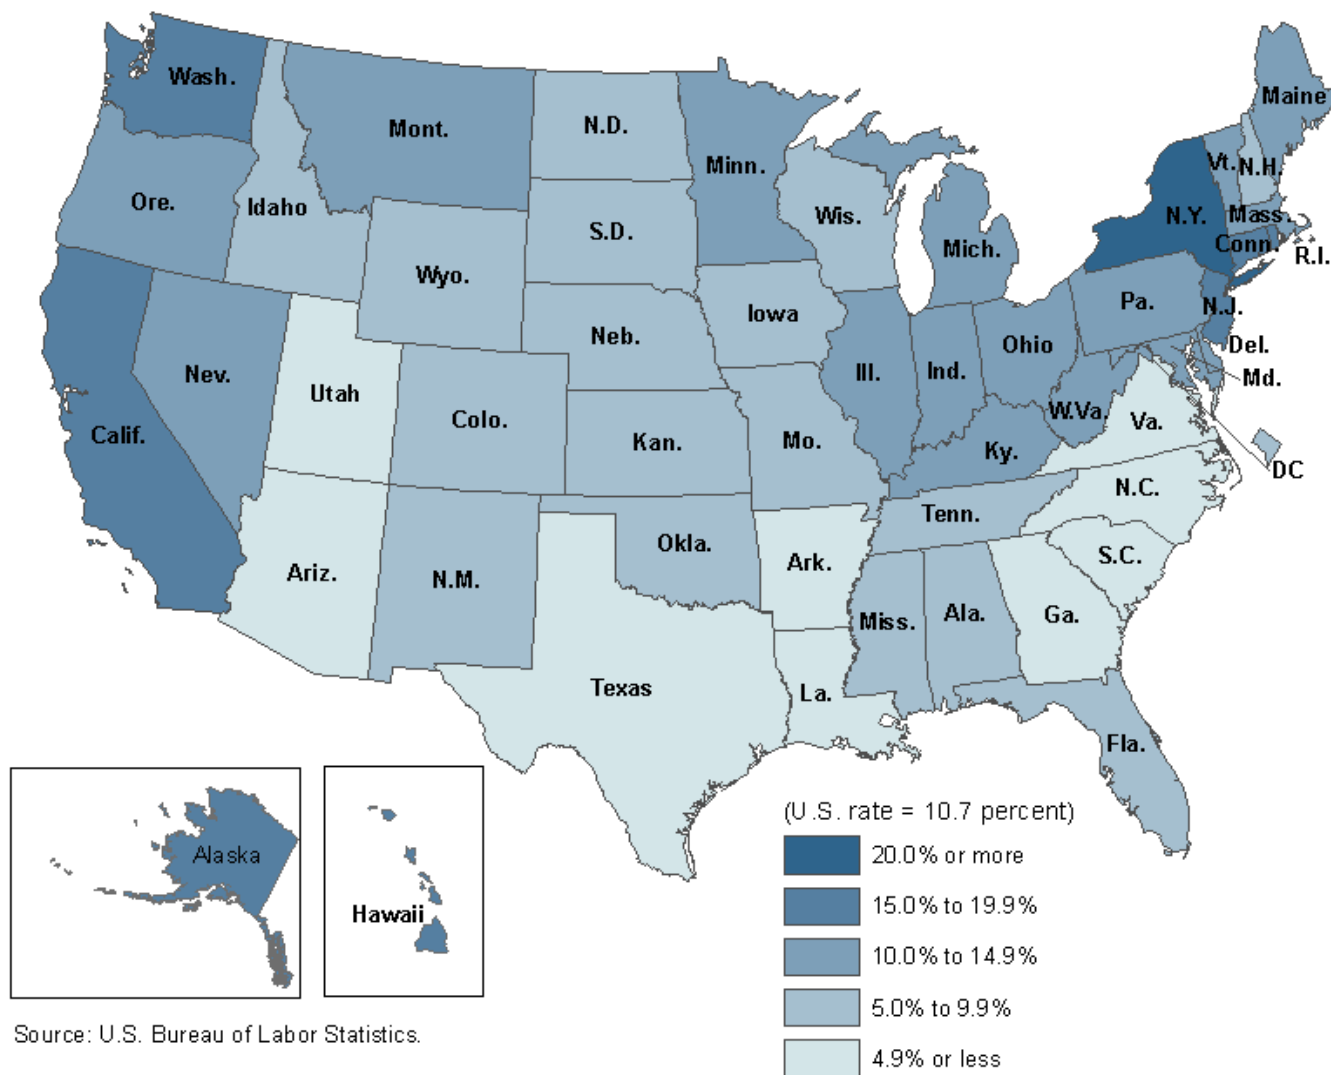 Wash.
Mont.
N.D.
Minn.
Maine
Vt.
N.H.
Ore.
Idaho
S.D.
Wis.
Mich.
N.Y.
Mass.
Conn.
R.I.
Wyo.
Iowa
Neb.
Pa.
N.J.
Nev.
Utah
Colo.
Ill.
Ind.
Ohio
Del.
Md.
Calif.
Kan.
Mo.
Ky.
W.Va.
Va.
DC
Ariz.
N.M.
Okla.
Ark.
Tenn.
N.C.
S.C.
Miss.
Ala.
Ga.
Texas
La.
Fla.
Alaska
Hawaii
(U.S. rate = 10.7 percent)
20.0% or more
15.0% to 19.9%
10.0% to 14.9%
5.0% to 9.9%
4.9% or less
Source: U.S. Bureau of Labor Statistics.